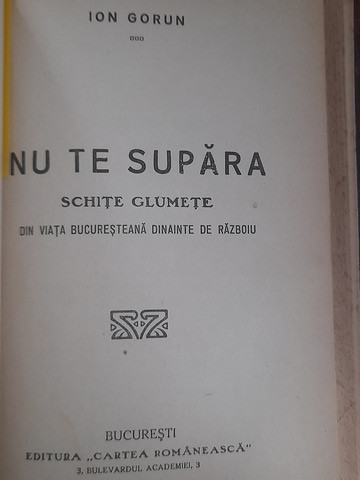 ION GORUN
NU TE SUPĂRA
SCHIȚE GLUMEȚE
DIN VIAȚA BUCUREȘTEANĂ DINAINTE DE RĂZBOIU
BUCUREȘTI
EDITURA „CARTEA ROMÂNEASCĂ"
3, BULEVARDUL ACADEMIEI, 3